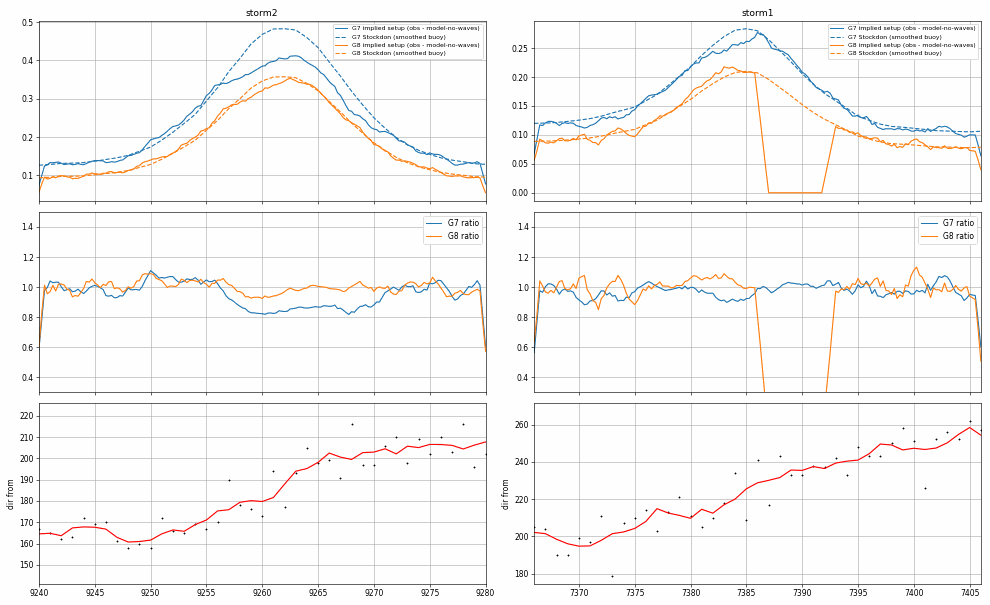 storm2
storm1
G7 implied setup (obs - model-no-waves)
G7 Stockdon (smoothed buoy)
G8 implied setup (obs - model-no-waves)
G8 Stockdon (smoothed buoy)
0.5
0.4
0.3
0.2
0.1
G7 implied setup (obs - model-no-waves)
G7 Stockdon (smoothed buoy)
G8 implied setup (obs - model-no-waves)
G8 Stockdon (smoothed buoy)
0.25
0.20
0.15
0.10
0.05
0.00
G7 ratio
G8 ratio
1.4
1.2
1.0
0.8
0.6
0.4
G7 ratio
G8 ratio
1.4
1.2
1.0
0.8
0.6
0.4
dir from
220
210
200
190
180
170
160
150
9240 9245 9250 9255 9260 9265 9270 9275 9280
dir from
260
240
220
200
180
7370 7375 7380 7385 7390 7395 7400 7405